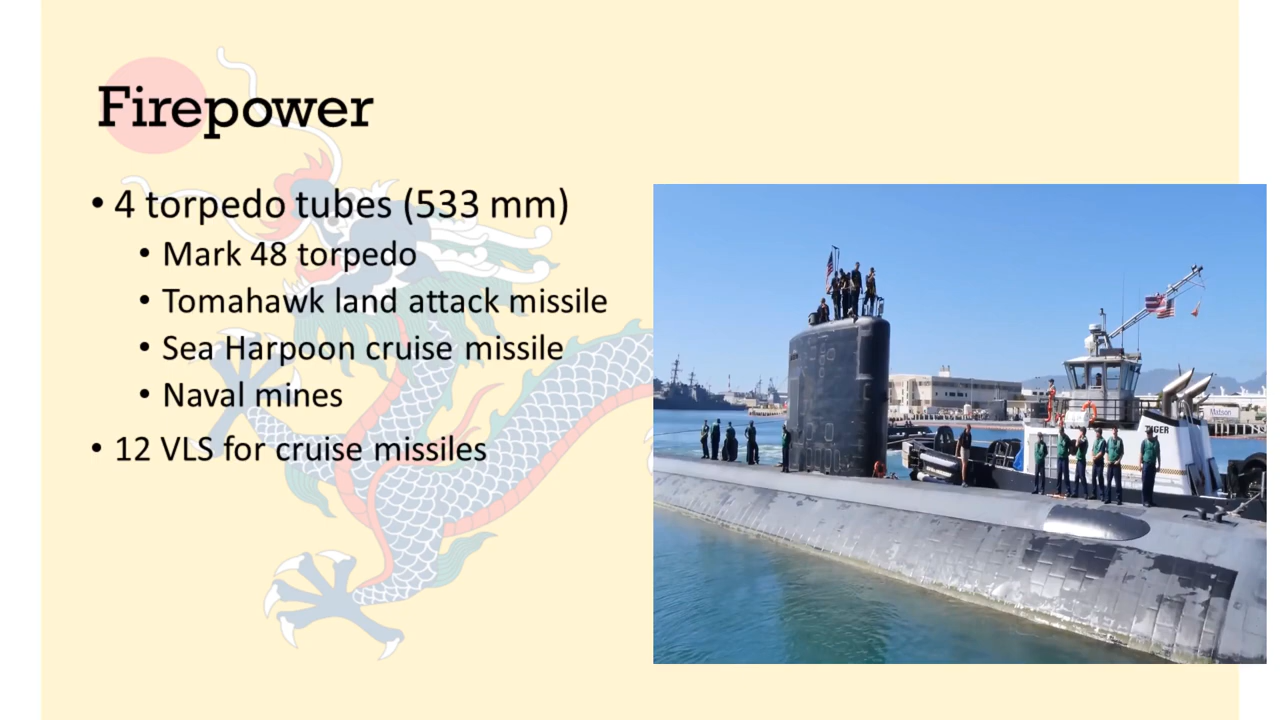 Firepower
• 4 torpedo tubes (533 mm)
• Mark 48 torpedo
• Tomahawk land attack missile
• Sea Harpoon cruise missile
• Naval mines
• 12 VLS for cruise missiles
Matson
TIGER